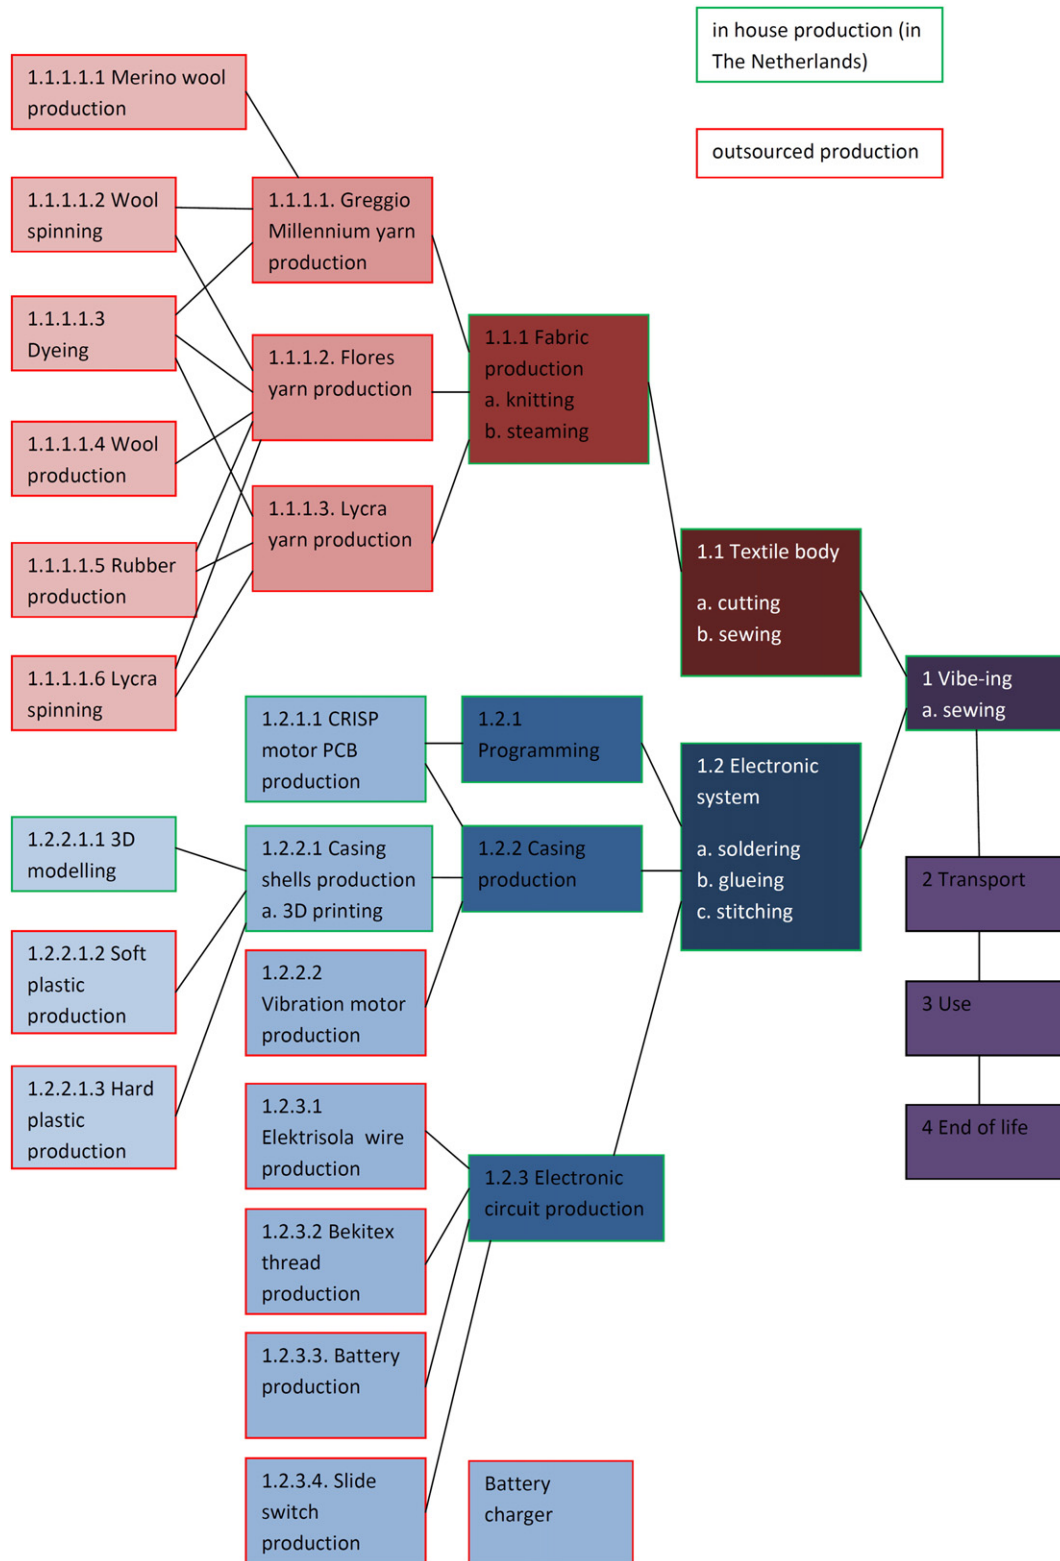 in house production (in
The Netherlands)
outsourced production
1.1.1.1.1 Merino wool
production
1.1.1.1.2 Wool
spinning
1.1.1.1.3
Dyeing
1.1.1.1.4 Wool
production
1.1.1.1.5 Rubber
production
1.1.1.1.6 Lycra
spinning
1.1.1.1. Greggio
Millennium yarn
production
1.1.1.2. Flores
yarn production
1.1.1.3. Lycra
yarn production
1.1.1 Fabric
production
a. knitting
b. steaming
1.1 Textile body
a. cutting
b. sewing
1 Vibe-ing
a. sewing
1.2.1.1 CRISP
motor PCB
production
1.2.1
Programming
1.2 Electronic
system
a. soldering
b. glueing
c. stitching
1.2.2.1.1 3D
modelling
1.2.2.1 Casing
shells production
a. 3D printing
1.2.2 Casing
production
1.2.2.1.2 Soft
plastic
production
1.2.2.2
Vibration motor
production
1.2.2.1.3 Hard
plastic
production
1.2.3.1
Elektrisola wire
production
1.2.3 Electronic
circuit production
1.2.3.2 Bekitex
thread
production
1.2.3.3. Battery
production
1.2.3.4. Slide
switch
production
Battery
charger
2 Transport
3 Use
4 End of life